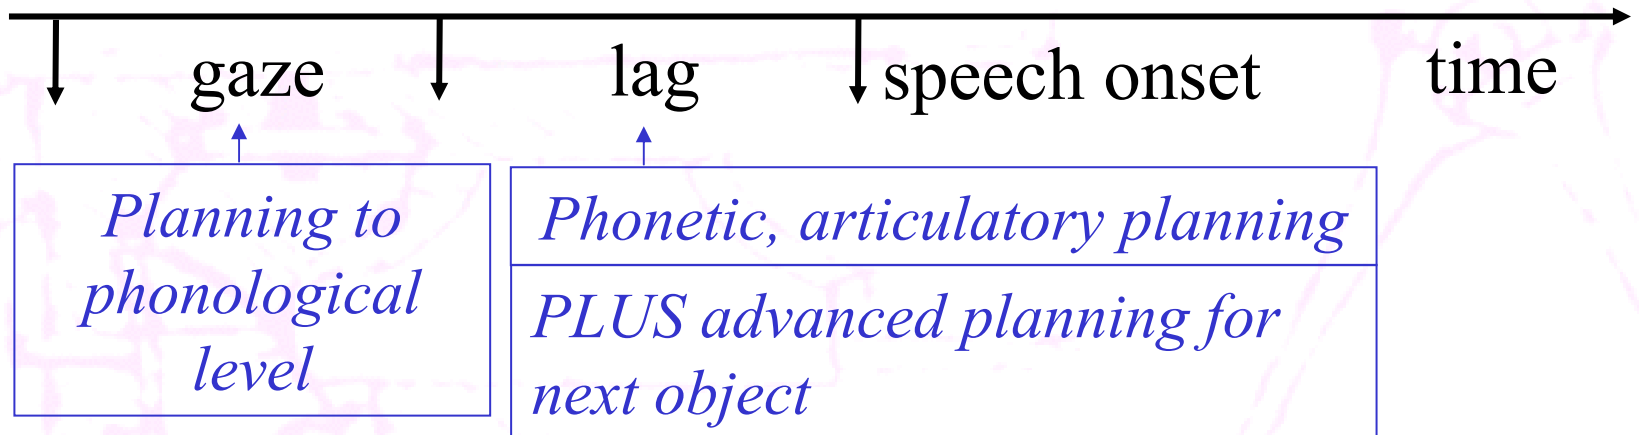 gaze lag speech onset time
Planning to
phonological
level
Phonetic, articulatory planning
PLUS advanced planning for
next object